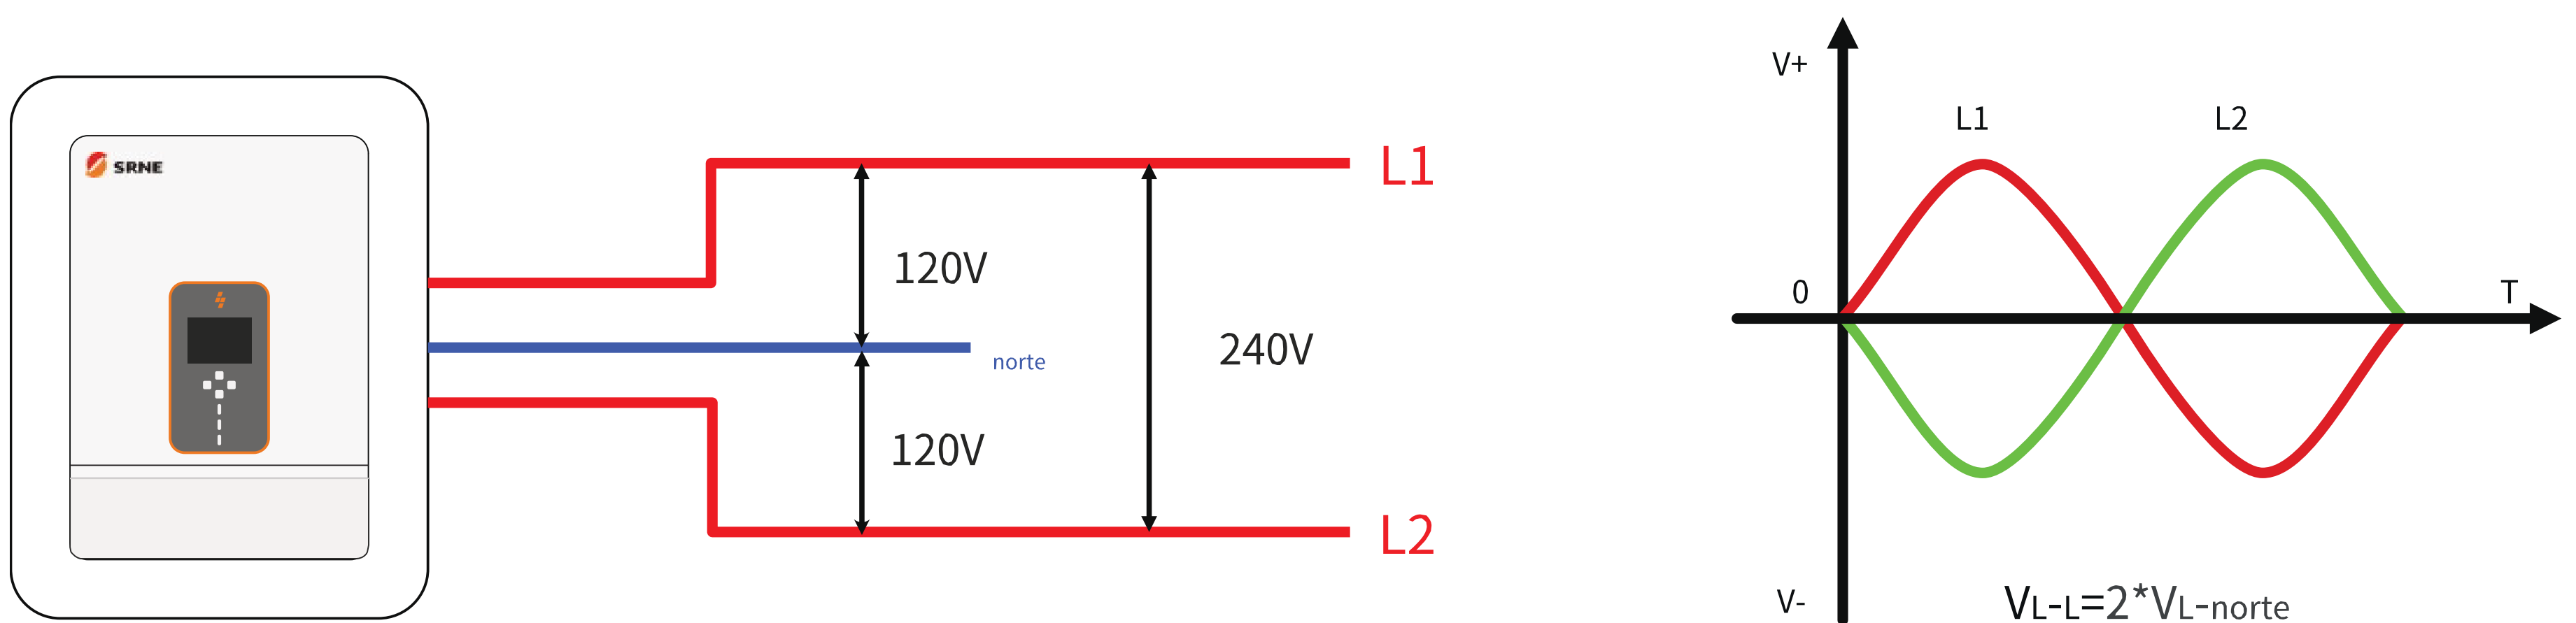 SRNE
L1
120V
norte
240V
120V
L2
V+
L1
L2
0
T
V-
VL-L=2*VL-norte